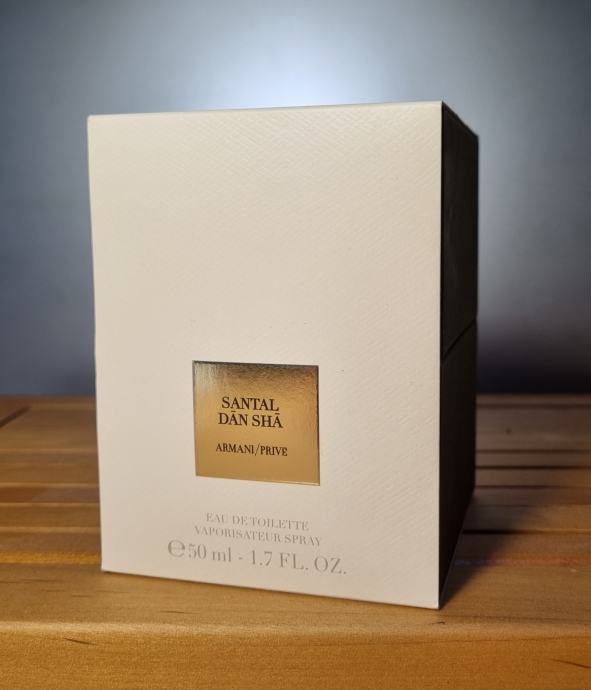 SANTAL
DĀN SHĀ
ARMANI/PRIVE
EAU DE TOILETTE
VAPORISATEUR SPRAY
℮50 ml - 1.7 FL. OZ.